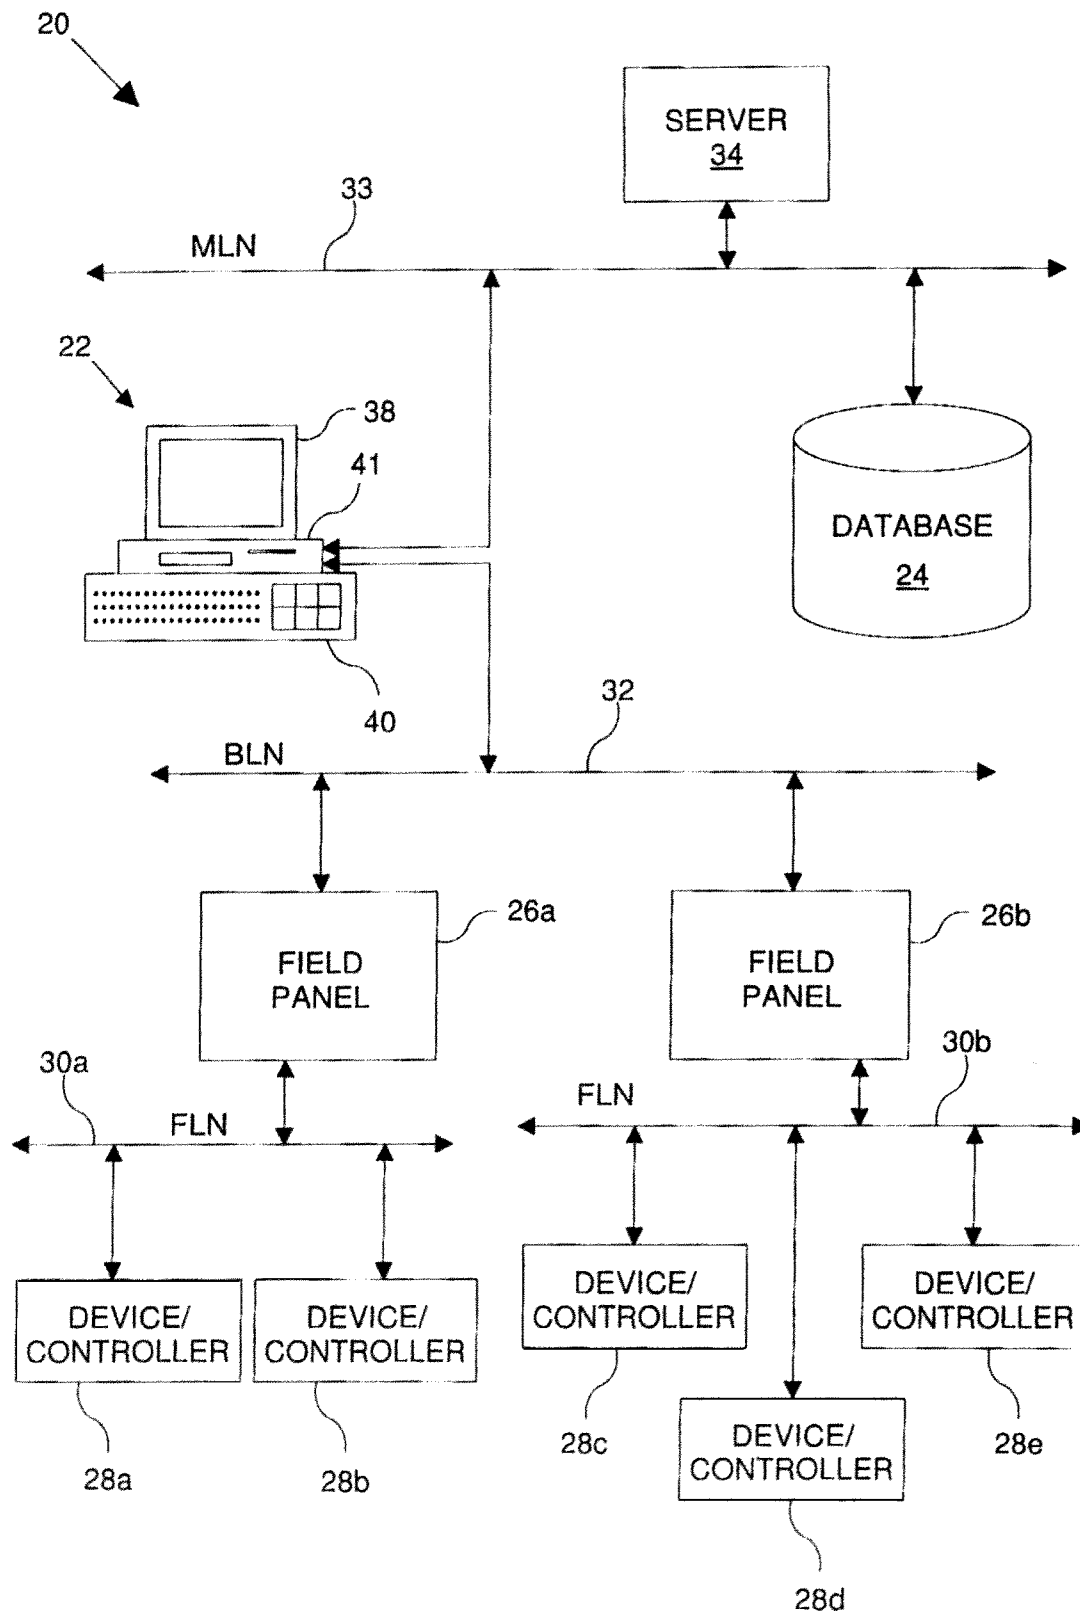 20
SERVER
34
33
MLN
22
38
41
DATABASE
24
40
32
BLN
26a
26b
FIELD
PANEL
FIELD
PANEL
30a
30b
FLN
FLN
DEVICE/
CONTROLLER
DEVICE/
CONTROLLER
DEVICE/
CONTROLLER
DEVICE/
CONTROLLER
28a
28b
28c
DEVICE/
CONTROLLER
28e
28d